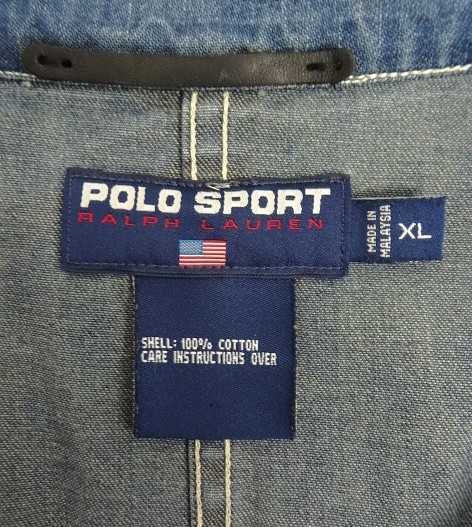 POLO SPORT
RALPH LAUREN
MADE IN
MALAYSIA
XL
SHELL: 100% COTTON
CARE INSTRUCTIONS OVER